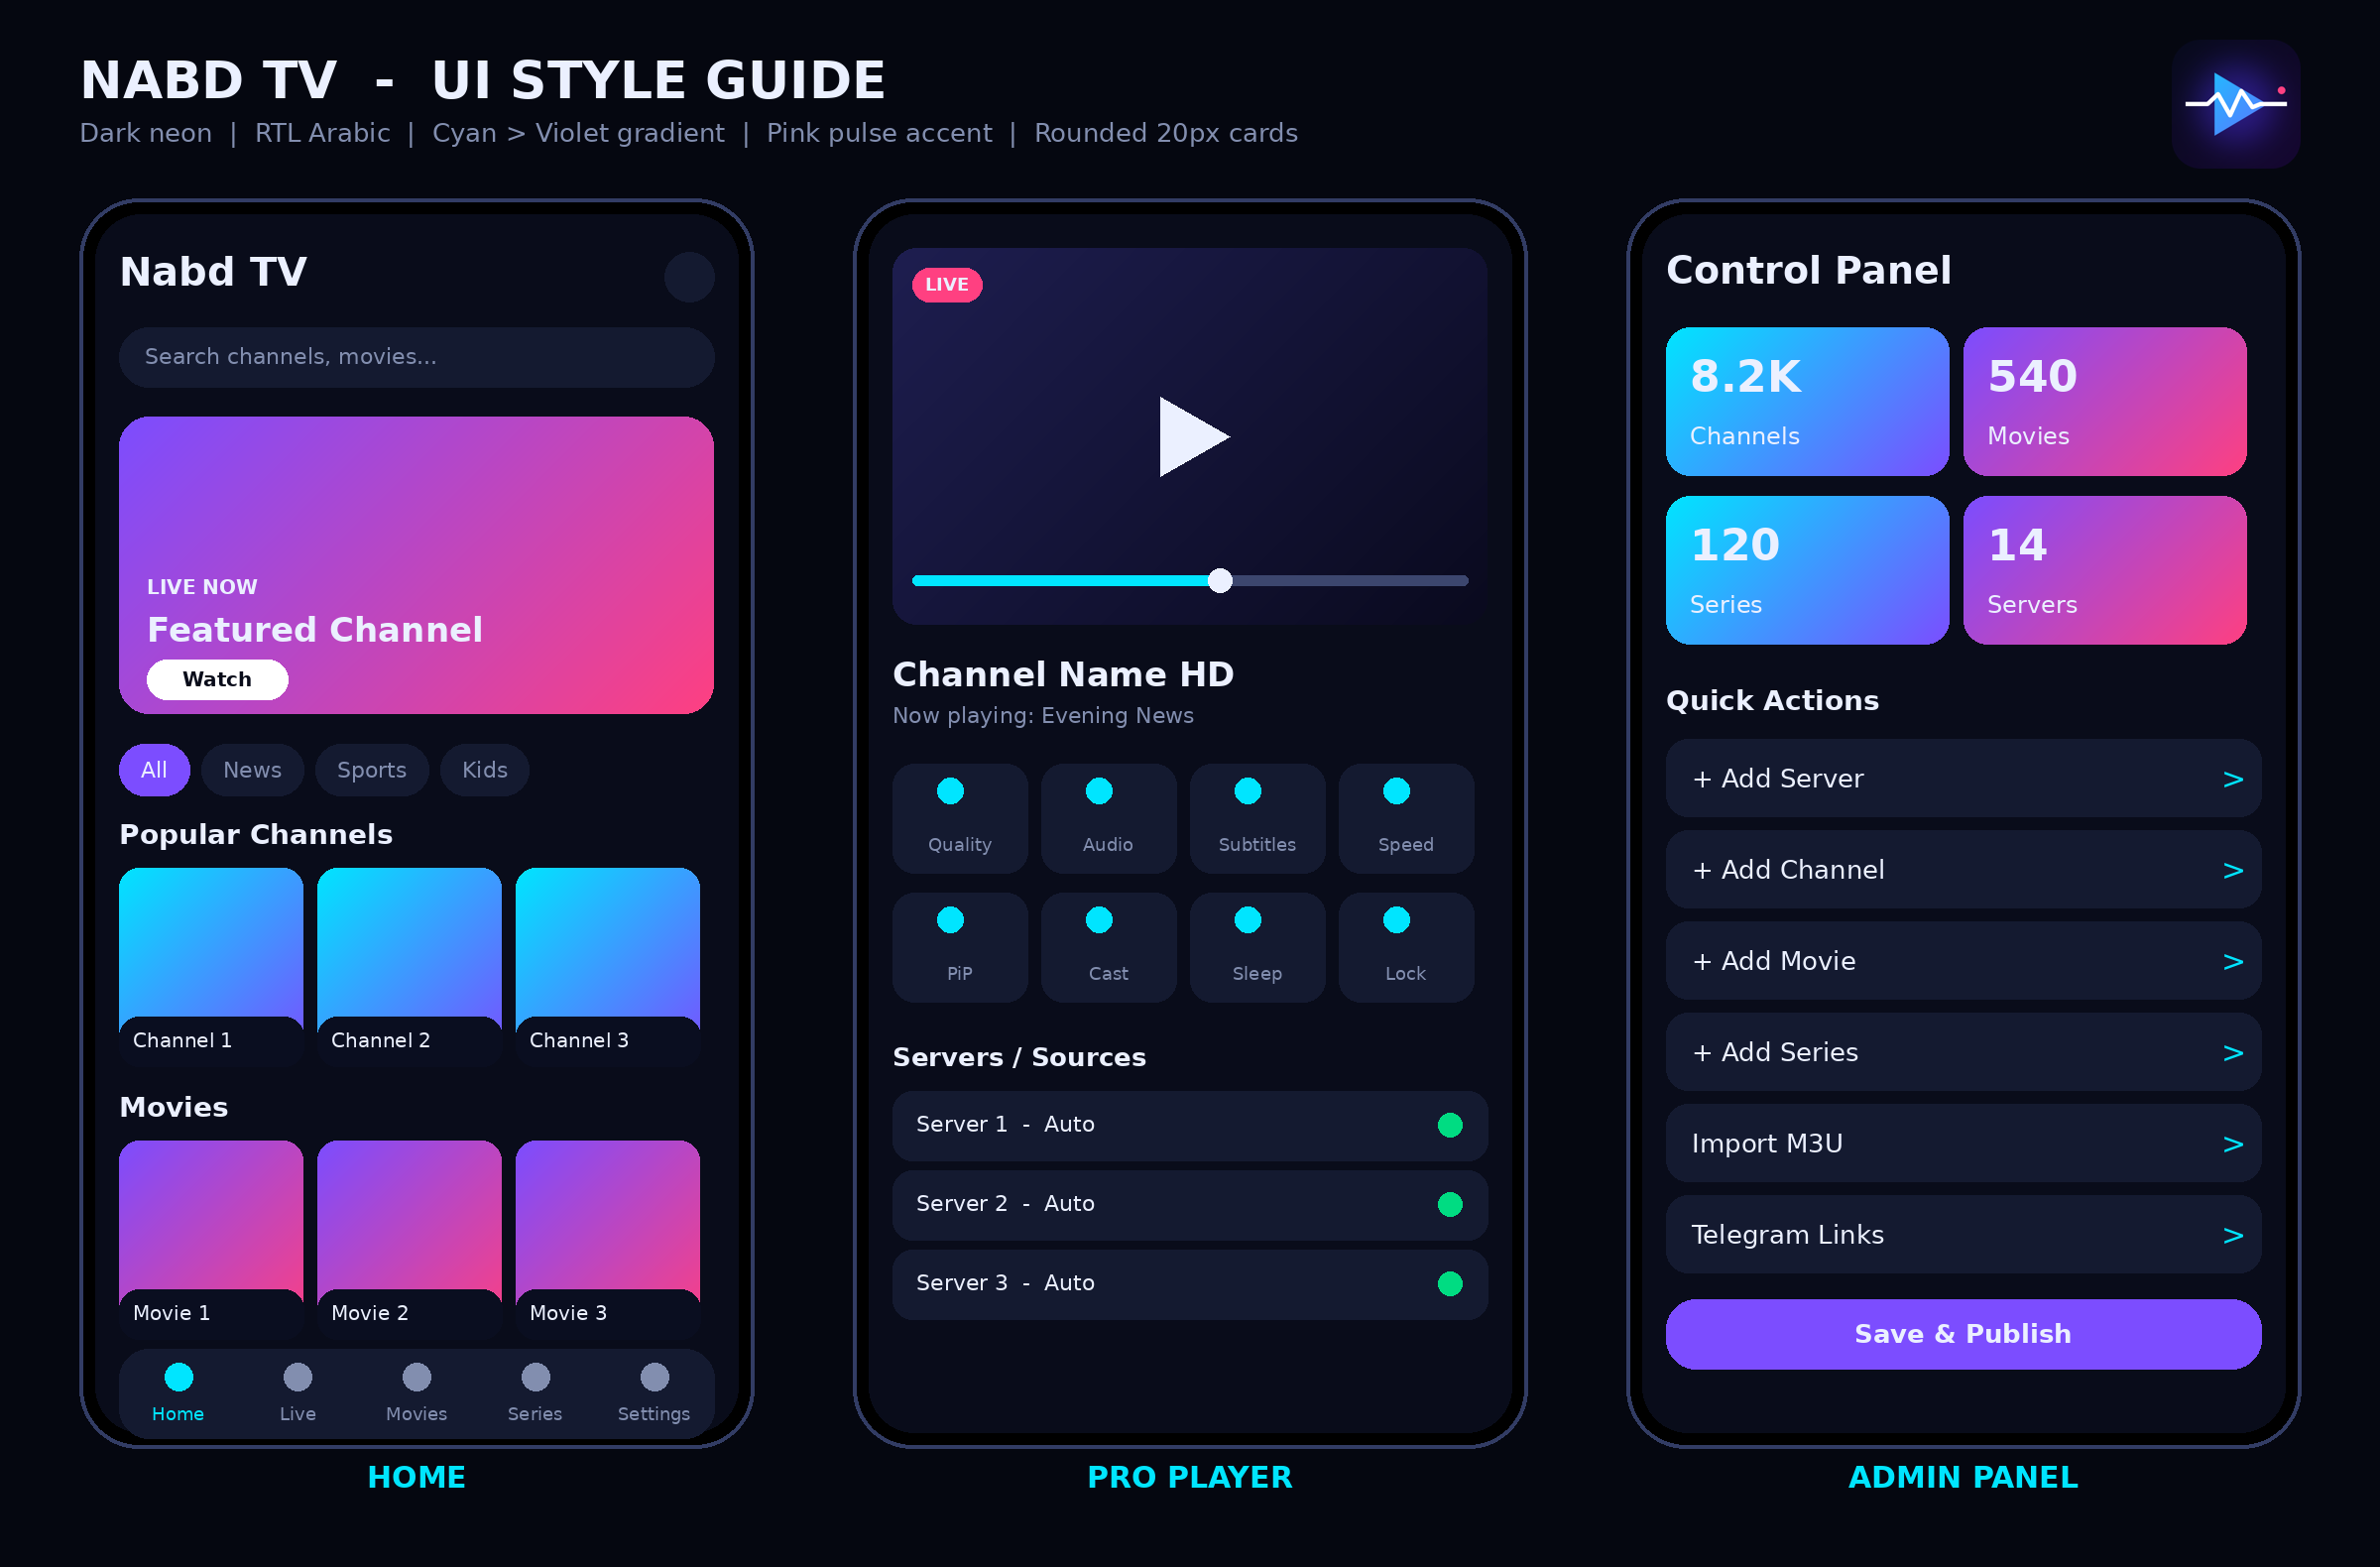 NABD TV - UI STYLE GUIDE
Dark neon | RTL Arabic | Cyan > Violet gradient | Pink pulse accent | Rounded 20px cards
Nabd TV
Search channels, movies...
LIVE NOW
Featured Channel
Watch
All News Sports Kids
Popular Channels
Channel 1 Channel 2 Channel 3
Movies
Movie 1 Movie 2 Movie 3
Home Live Movies Series Settings
HOME
LIVE
Channel Name HD
Now playing: Evening News
Quality Audio Subtitles Speed
PiP Cast Sleep Lock
Servers / Sources
Server 1 - Auto
Server 2 - Auto
Server 3 - Auto
PRO PLAYER
Control Panel
8.2K 540
Channels Movies
120 14
Series Servers
Quick Actions
+ Add Server >
+ Add Channel >
+ Add Movie >
+ Add Series >
Import M3U >
Telegram Links >
Save & Publish
ADMIN PANEL